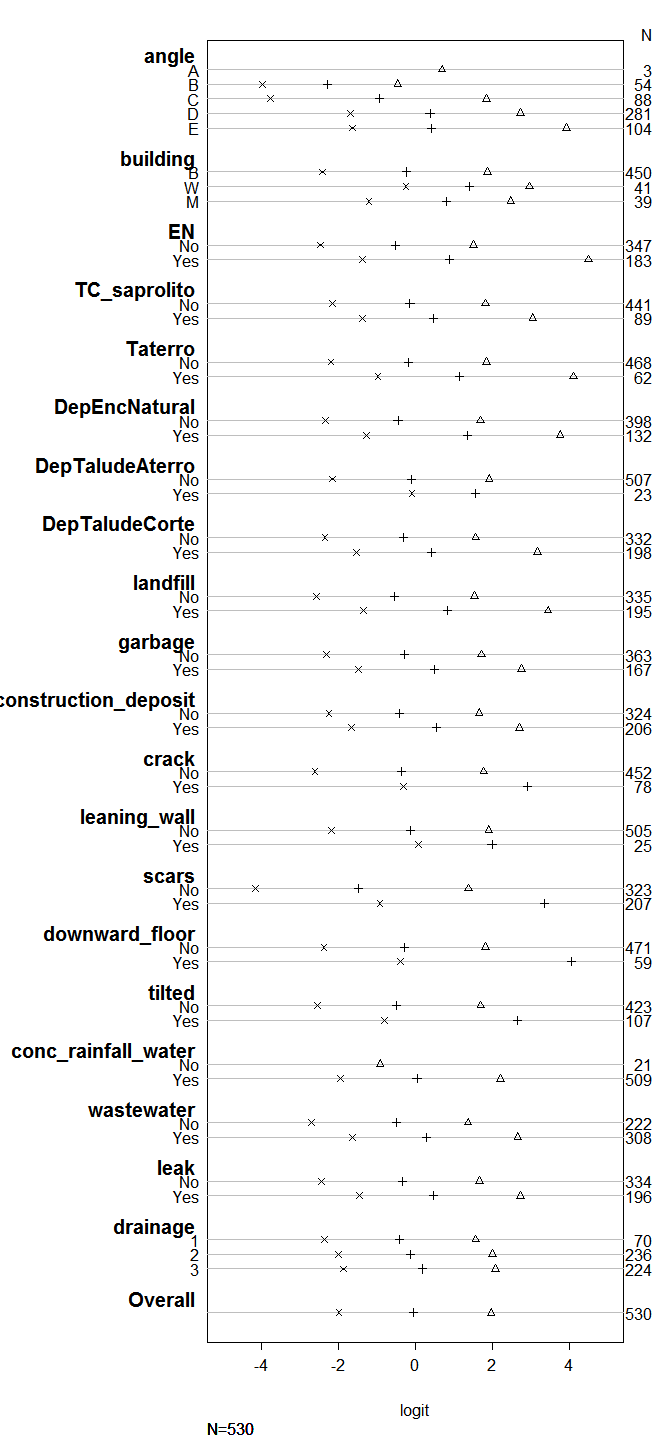 N
angle
A 3
B 54
C 88
D 281
E 104
building
B 450
W 41
M 39
EN
No 347
Yes 183
TC_saprolito
No 441
Yes 89
Taterro
No 468
Yes 62
DepEncNatural
No 398
Yes 132
DepTaludeAterro
No 507
Yes 23
DepTaludeCorte
No 332
Yes 198
landfill
No 335
Yes 195
garbage
No 363
Yes 167
construction_deposit
No 324
Yes 206
crack
No 452
Yes 78
leaning_wall
No 505
Yes 25
scars
No 323
Yes 207
downward_floor
No 471
Yes 59
tilted
No 423
Yes 107
conc_rainfall_water
No 21
Yes 509
wastewater
No 222
Yes 308
leak
No 334
Yes 196
drainage
1 70
2 236
3 224
Overall
530
-4 -2 0 2 4
logit
N=530